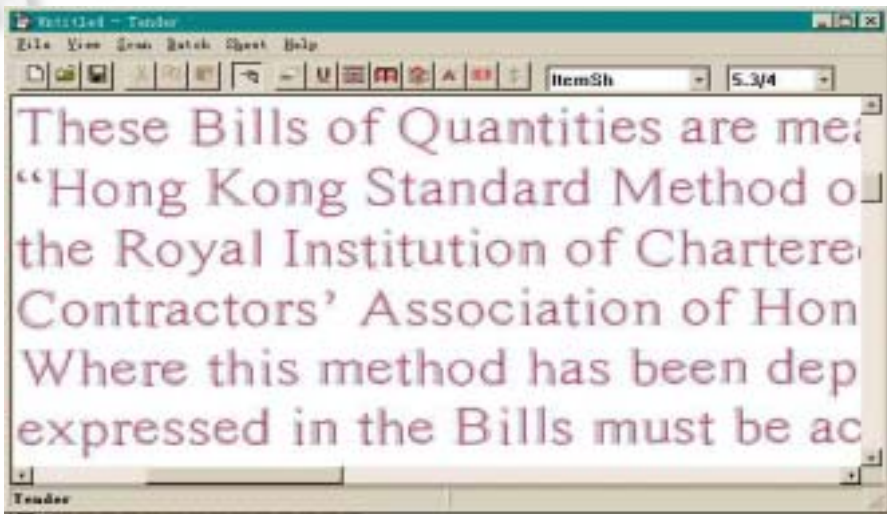 Untitled - Tender
File View Scan Batch Sheet Help
ItemSh 5.3/4
These Bills of Quantities are mea
“Hong Kong Standard Method o
the Royal Institution of Chartere
Contractors’ Association of Hon
Where this method has been dep
expressed in the Bills must be ac
Tender